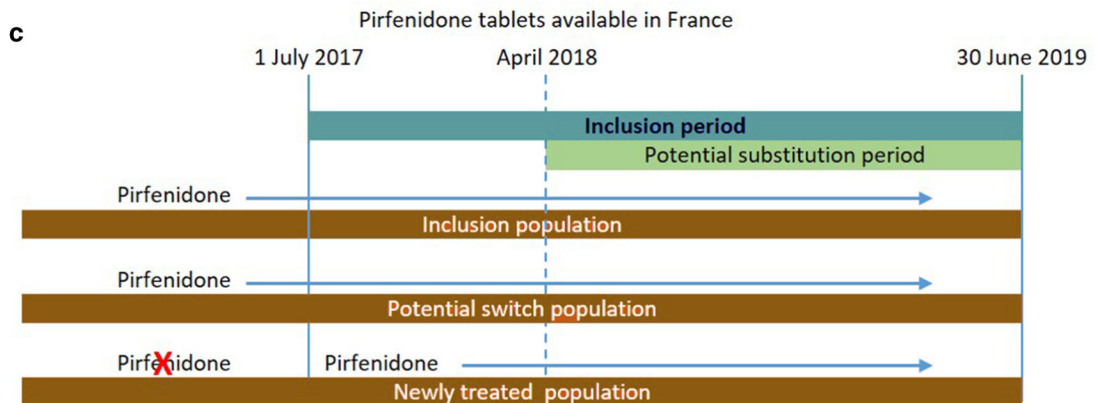 c
Pirfenidone tablets available in France
1 July 2017 April 2018 30 June 2019
Inclusion period
Potential substitution period
Pirfenidone
Inclusion population
Pirfenidone
Potential switch population
Pirfenidone Pirfenidone
Newly treated population